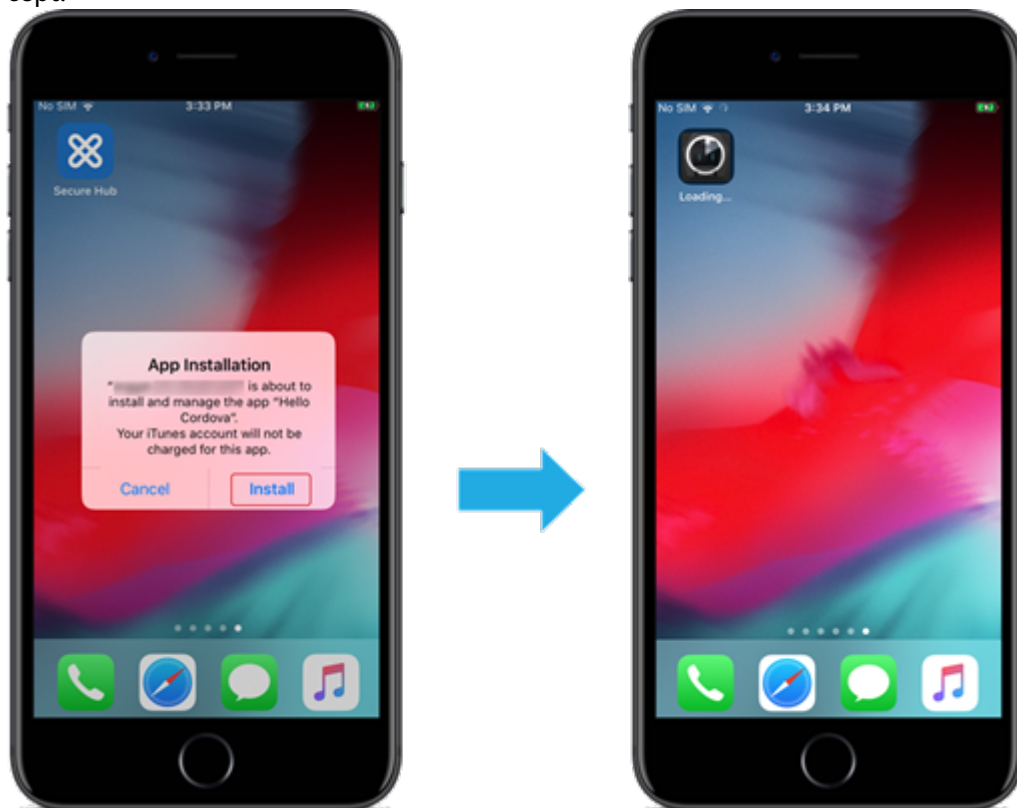 No SIM
3:33 PM
Secure Hub
App Installation
" " is about to
install and manage the app "Hello
Cordova".
Your iTunes account will not be
charged for this app.
Cancel
Install
No SIM
3:34 PM
Loading...